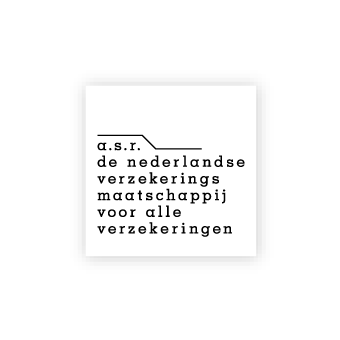 a.s.r.
de nederlandse
verzekerings
maatschappij
voor alle
verzekeringen